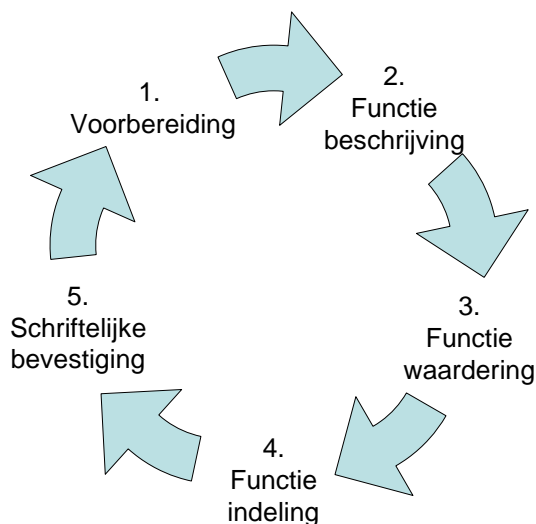 1.
Voorbereiding
2.
Functie
beschrijving
3.
Functie
waardering
4.
Functie
indeling
5.
Schriftelijke
bevestiging